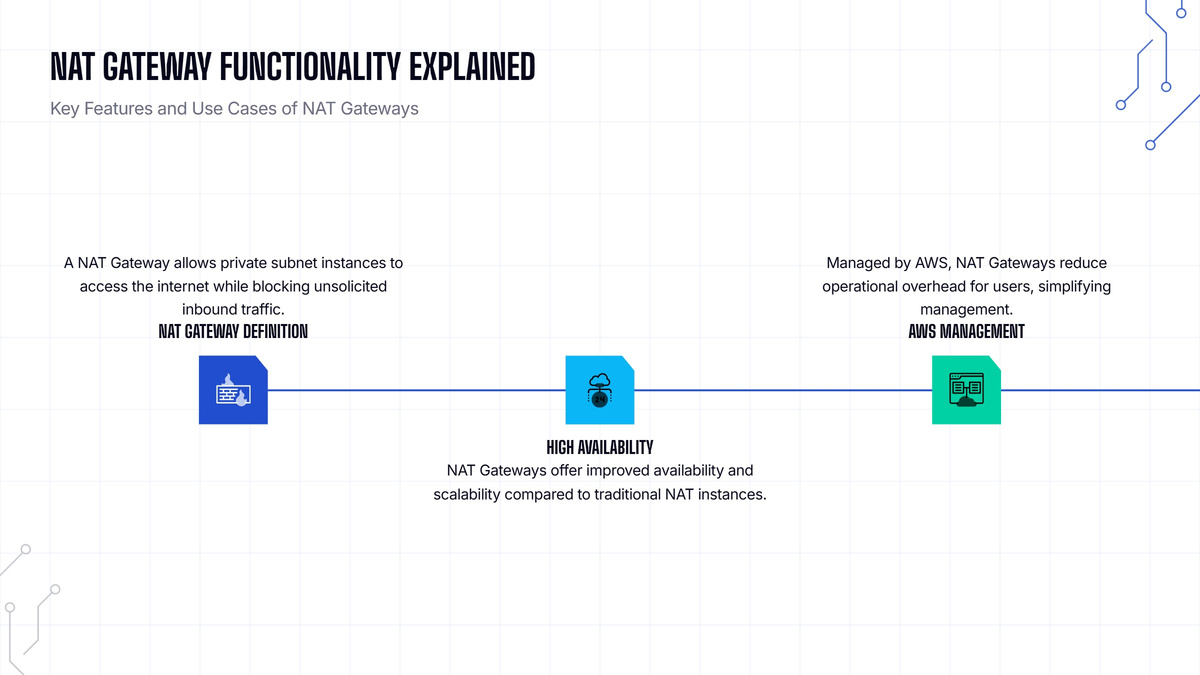 NAT GATEWAY FUNCTIONALITY EXPLAINED
Key Features and Use Cases of NAT Gateways
A NAT Gateway allows private subnet instances to
access the internet while blocking unsolicited
inbound traffic.
NAT GATEWAY DEFINITION
HIGH AVAILABILITY
NAT Gateways offer improved availability and
scalability compared to traditional NAT instances.
Managed by AWS, NAT Gateways reduce
operational overhead for users, simplifying
management.
AWS MANAGEMENT